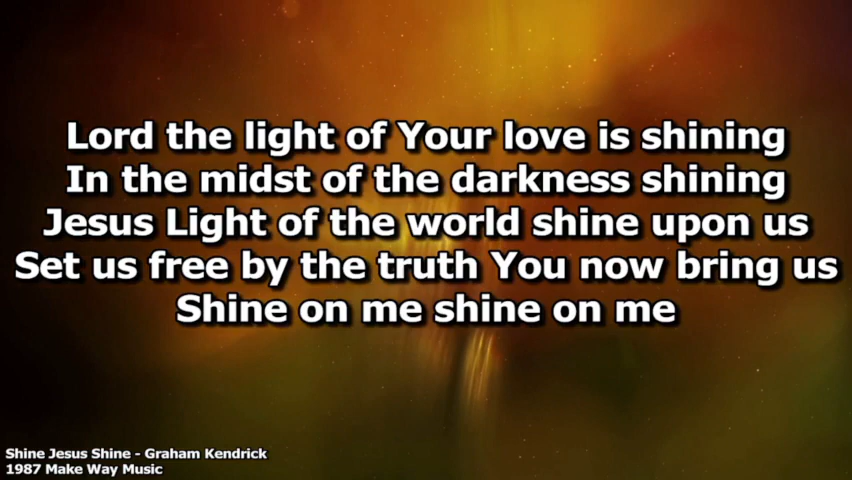 Lord the light of Your love is shining
In the midst of the darkness shining
Jesus Light of the world shine upon us
Set us free by the truth You now bring us
Shine on me shine on me
Shine Jesus Shine - Graham Kendrick
1987 Make Way Music